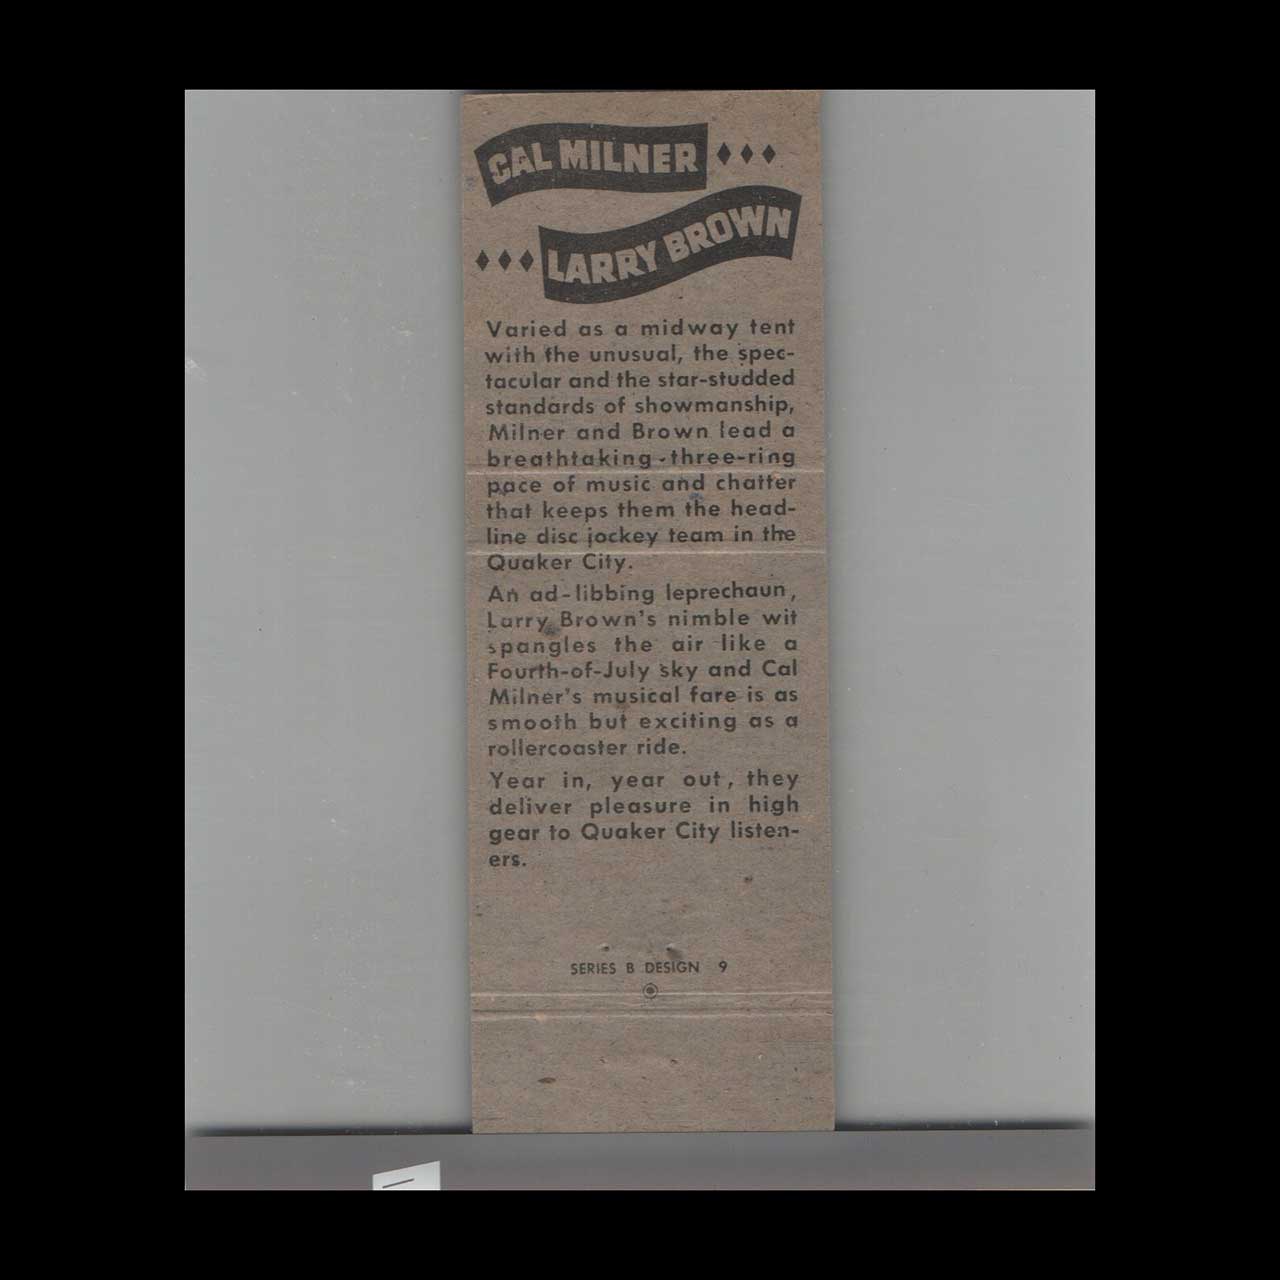 CAL MILNER
LARRY BROWN
Varied as a midway tent
with the unusual, the spec-
tacular and the star-studded
standards of showmanship,
Milner and Brown lead a
breathtaking-three-ring
pace of music and chatter
that keeps them the head-
line disc jockey team in the
Quaker City.
An ad-libbing leprechaun,
Larry Brown's nimble wit
spangles the air like a
Fourth-of-July sky and Cal
Milner's musical fare is as
smooth but exciting as a
rollercoaster ride.
Year in, year out, they
deliver pleasure in high
gear to Quaker City listen-
ers.
SERIES B DESIGN 9